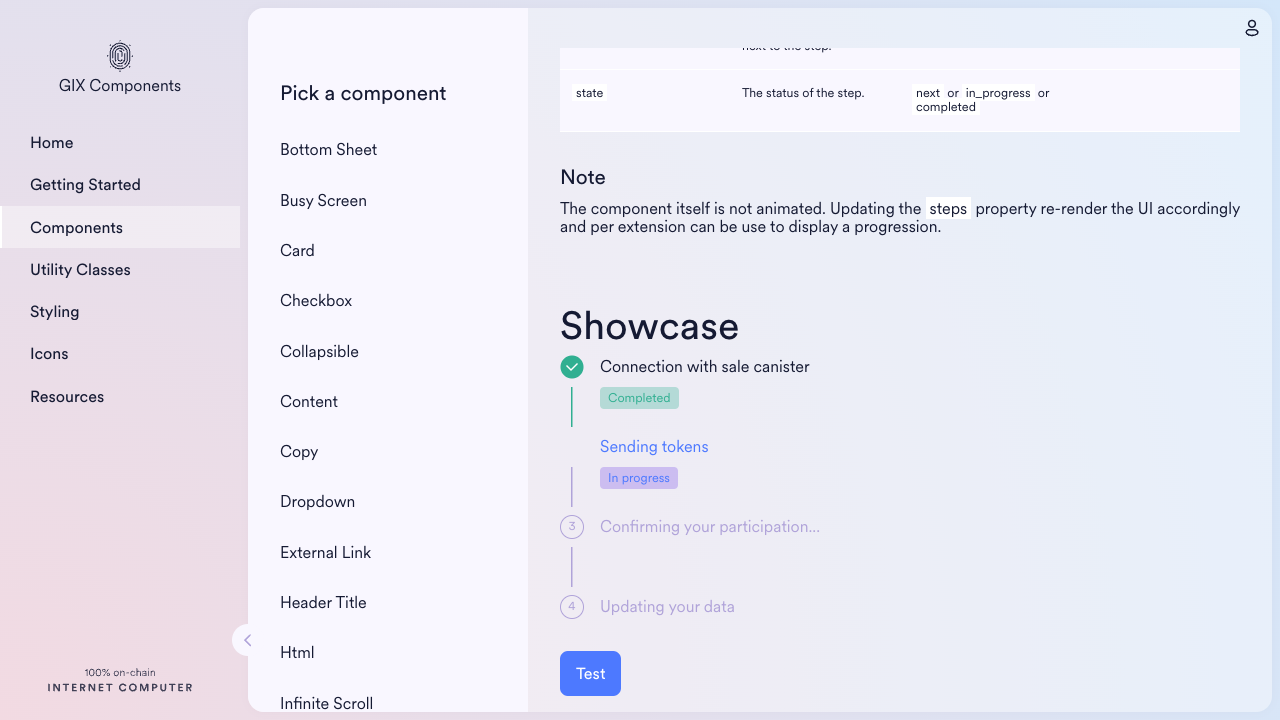 GIX Components
Home
Getting Started
Components
Utility Classes
Styling
Icons
Resources
100% on-chain
INTERNET COMPUTER
Pick a component
Bottom Sheet
Busy Screen
Card
Checkbox
Collapsible
Content
Copy
Dropdown
External Link
Header Title
Html
Infinite Scroll
next to the step.
state The status of the step. next or in_progress or
completed
Note
The component itself is not animated. Updating the steps property re-render the UI accordingly
and per extension can be use to display a progression.
Showcase
Connection with sale canister
Completed
Sending tokens
In progress
3 Confirming your participation...
4 Updating your data
Test